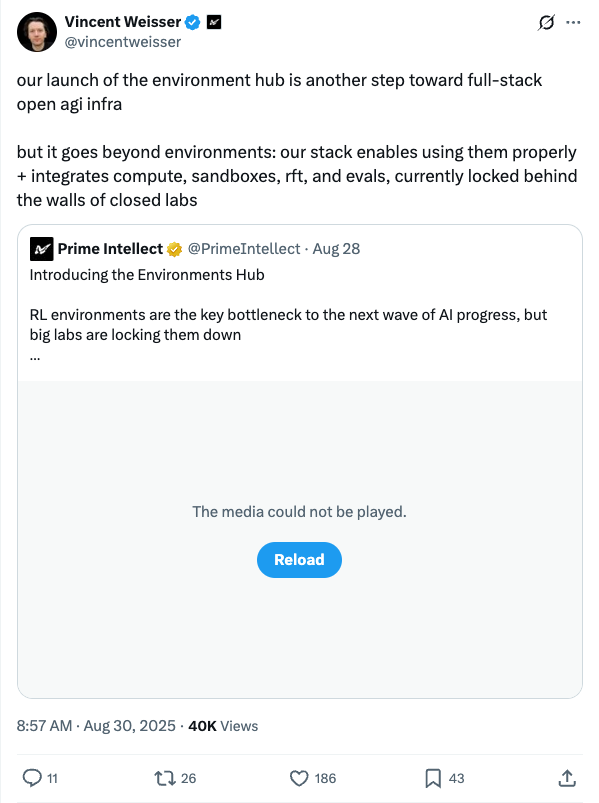 Vincent Weisser
@vincentweisser
our launch of the environment hub is another step toward full-stack
open agi infra
but it goes beyond environments: our stack enables using them properly
+ integrates compute, sandboxes, rft, and evals, currently locked behind
the walls of closed labs
Prime Intellect @PrimeIntellect · Aug 28
Introducing the Environments Hub
RL environments are the key bottleneck to the next wave of AI progress, but
big labs are locking them down
...
The media could not be played.
Reload
8:57 AM · Aug 30, 2025 · 40K Views
11 26 186 43